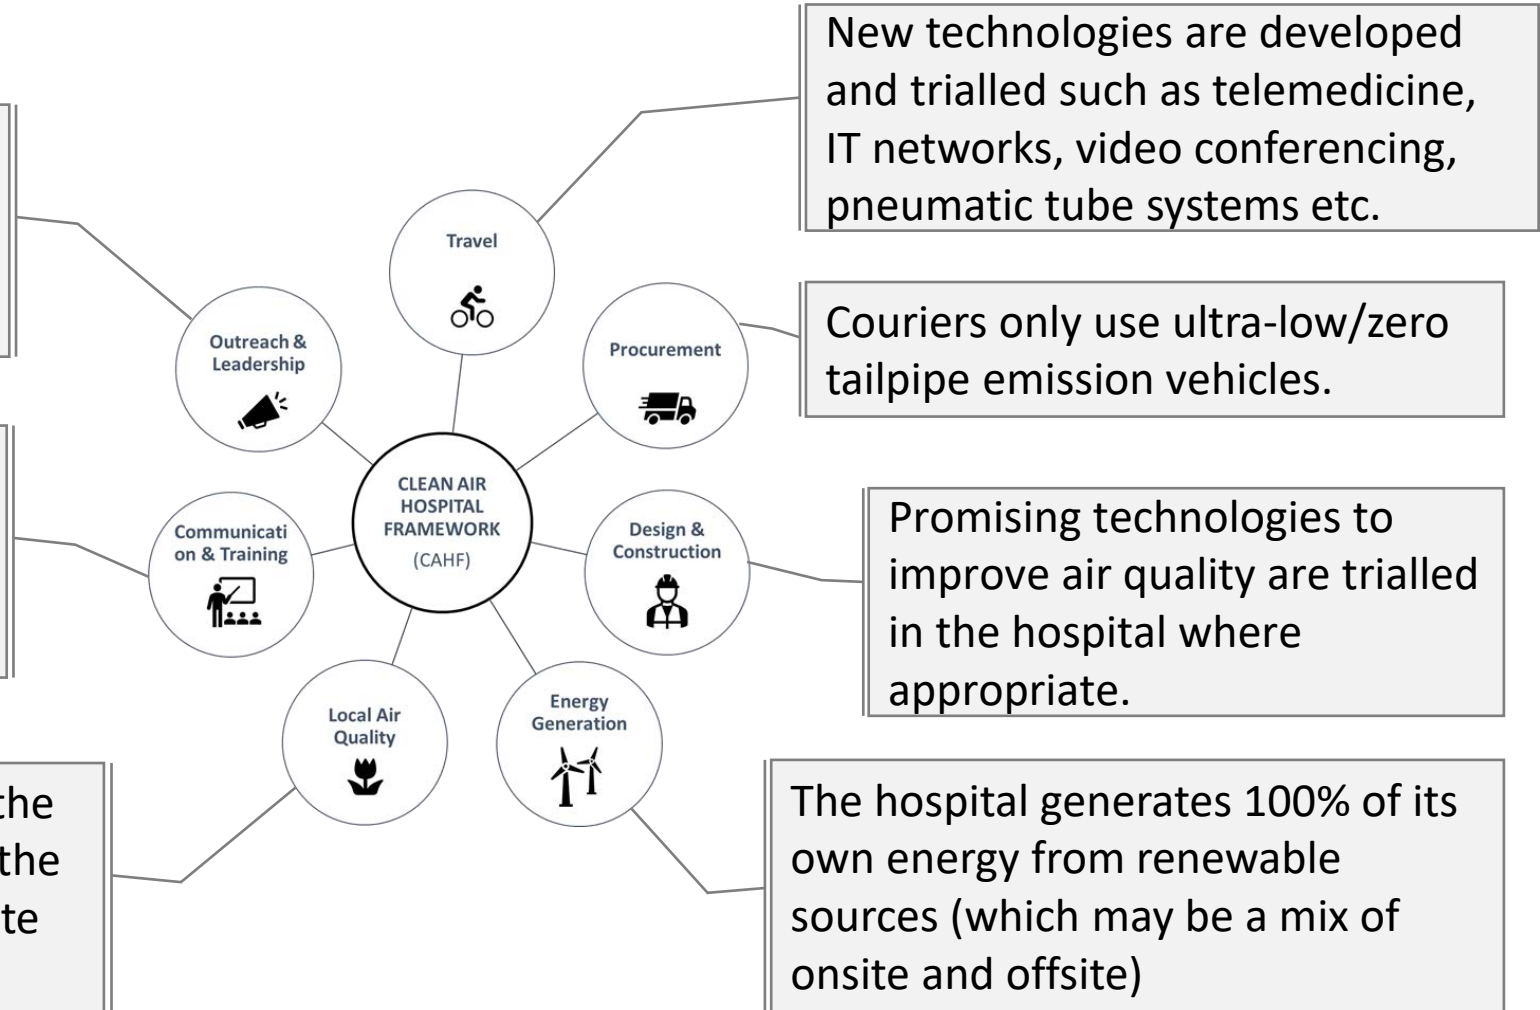 New technologies are developed
and trialled such as telemedicine,
IT networks, video conferencing,
pneumatic tube systems etc.
Travel
Outreach &
Leadership
Procurement
Couriers only use ultra-low/zero
tailpipe emission vehicles.
CLEAN AIR
HOSPITAL
FRAMEWORK
(CAHF)
Communicati
on & Training
Design &
Construction
Promising technologies to
improve air quality are trialled
in the hospital where
appropriate.
Local Air
Quality
Energy
Generation
the
the
te
The hospital generates 100% of its
own energy from renewable
sources (which may be a mix of
onsite and offsite)